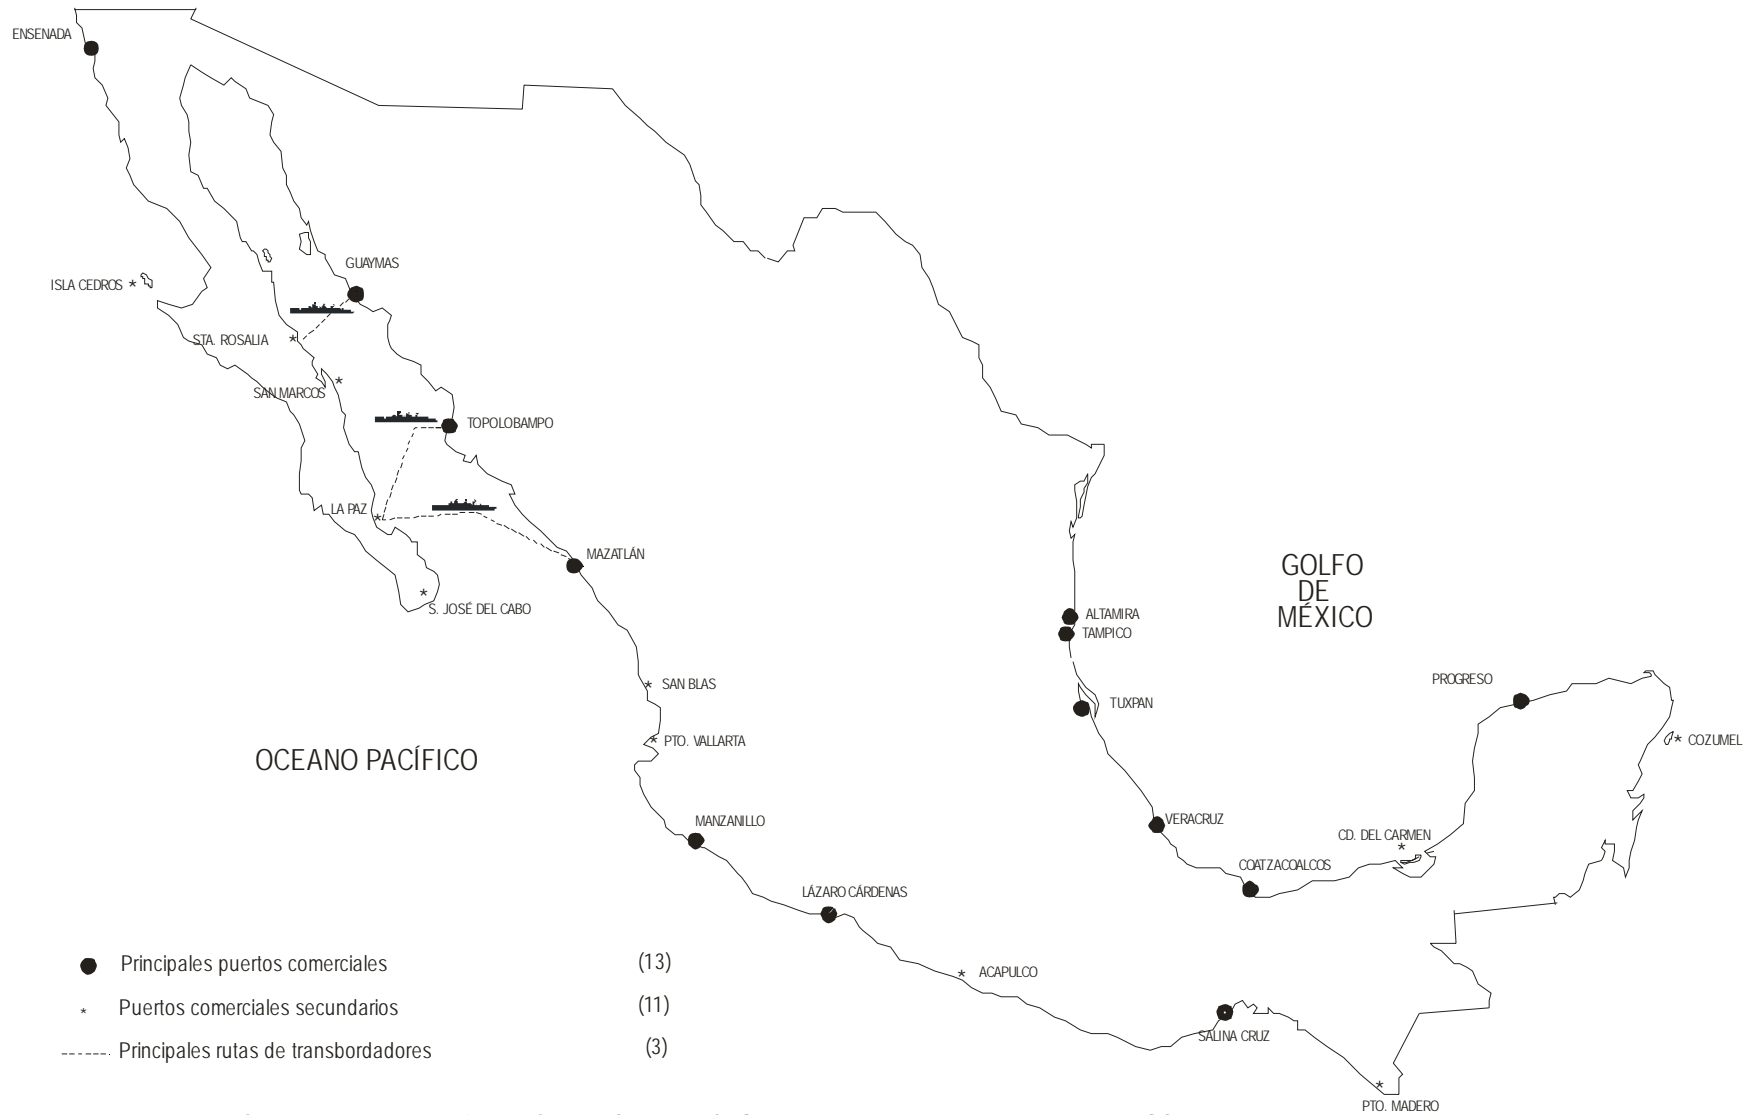 ENSENADA
GUAYMAS
ISLA CEDROS *
STA. ROSALIA *
SAN MARCOS *
TOPOLOBAMPO
LA PAZ *
MAZATLÁN
GOLFO
DE
MÉXICO
* S. JOSÉ DEL CABO
ALTAMIRA
TAMPICO
PROGRESO
* SAN BLAS
TUXPAN
* PTO. VALLARTA
* COZUMEL
OCEANO PACÍFICO
MANZANILLO
VERACRUZ
CD. DEL CARMEN *
COATZACOALCOS
LÁZARO CÁRDENAS
* ACAPULCO
SALINA CRUZ
* PTO. MADERO
Principales puertos comerciales (13)
* Puertos comerciales secundarios (11)
Principales rutas de transbordadores (3)